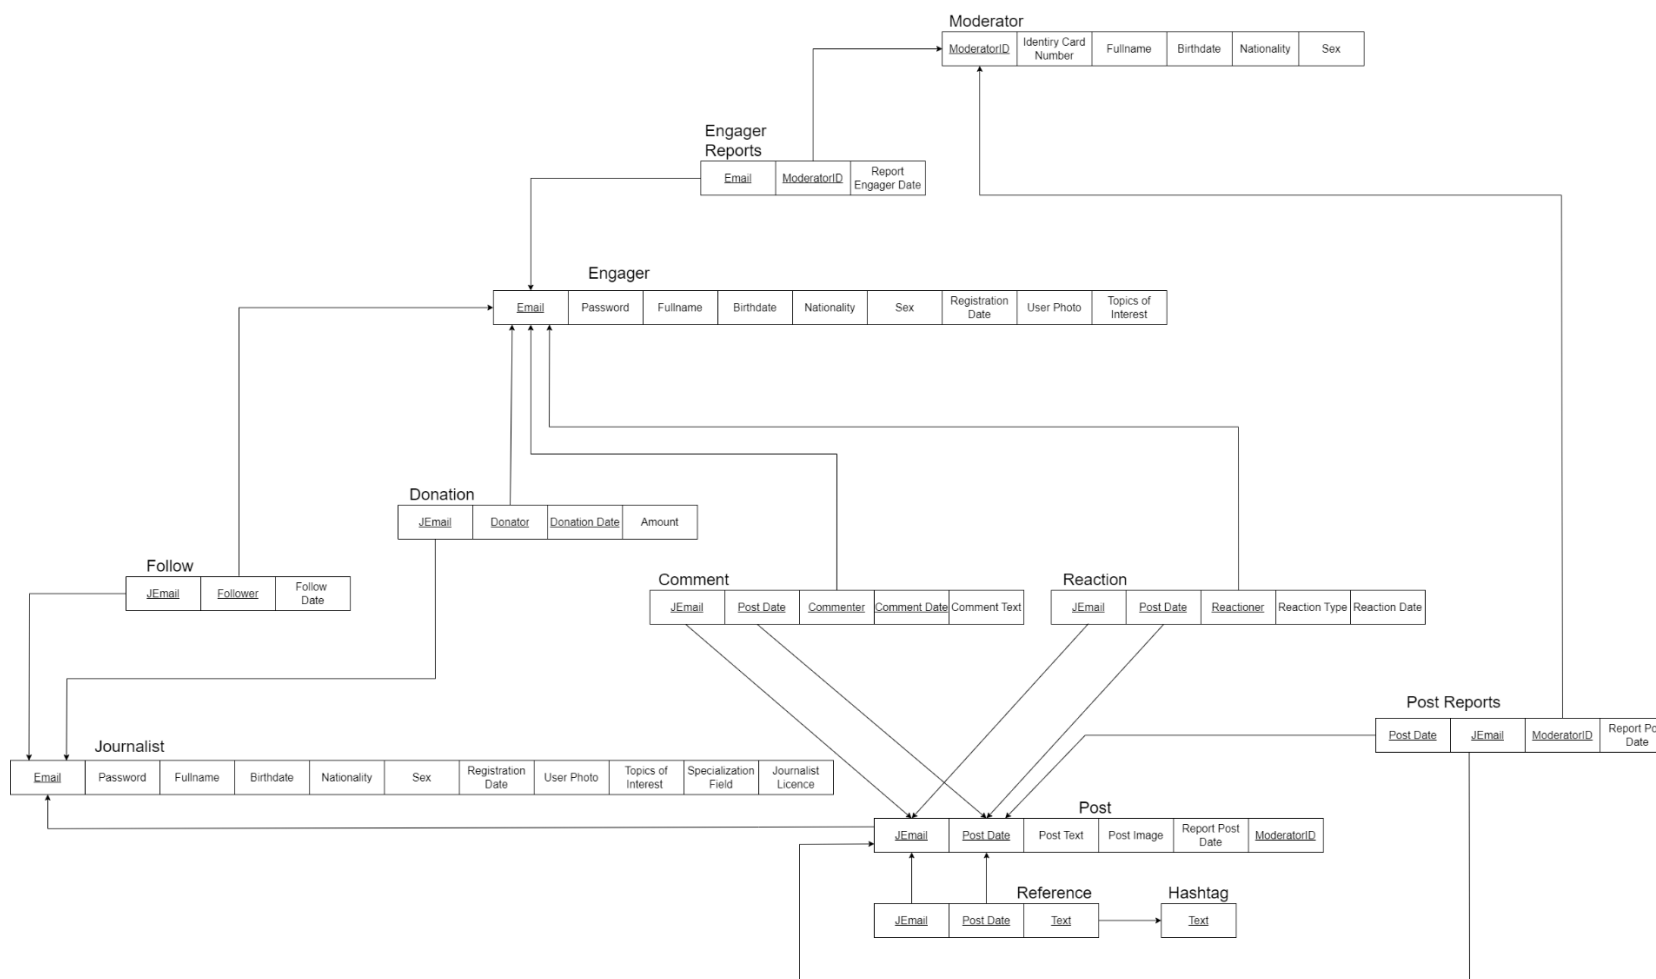 Moderator
ModeratorID
Identiry Card
Number
Fullname
Birthdate
Nationality
Sex
Engager
Reports
Email
ModeratorID
Report
Engager Date
Engager
Email
Password
Fullname
Birthdate
Nationality
Sex
Registration
Date
User Photo
Topics of
Interest
Donation
JEmail
Donator
Donation Date
Amount
Follow
JEmail
Follower
Follow
Date
Comment
JEmail
Post Date
Commenter
Comment Date
Comment Text
Reaction
JEmail
Post Date
Reactioner
Reaction Type
Reaction Date
Post Reports
Post Date
JEmail
ModeratorID
Report Po
Date
Journalist
Email
Password
Fullname
Birthdate
Nationality
Sex
Registration
Date
User Photo
Topics of
Interest
Specialization
Field
Journalist
Licence
Post
JEmail
Post Date
Post Text
Post Image
Report Post
Date
ModeratorID
Reference
JEmail
Post Date
Text
Hashtag
Text